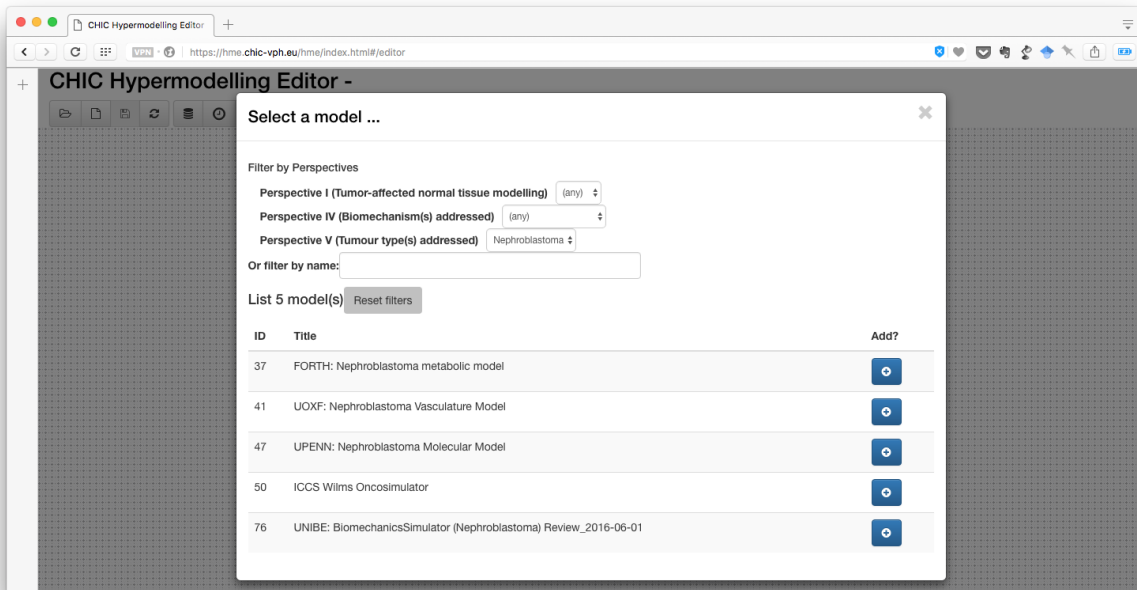 CHIC Hypermodelling Editor
VPN https://hme.chic-vph.eu/hme/index.html#/editor
CHIC Hypermodelling Editor -
Select a model ...
Filter by Perspectives
Perspective I (Tumor-affected normal tissue modelling) (any)
Perspective IV (Biomechanism(s) addressed) (any)
Perspective V (Tumour type(s) addressed) Nephroblastoma
Or filter by name:
List 5 model(s) Reset filters
ID Title Add?
37 FORTH: Nephroblastoma metabolic model
41 UOXF: Nephroblastoma Vasculature Model
47 UPENN: Nephroblastoma Molecular Model
50 ICCS Wilms Oncosimulator
76 UNIBE: BiomechanicsSimulator (Nephroblastoma) Review_2016-06-01